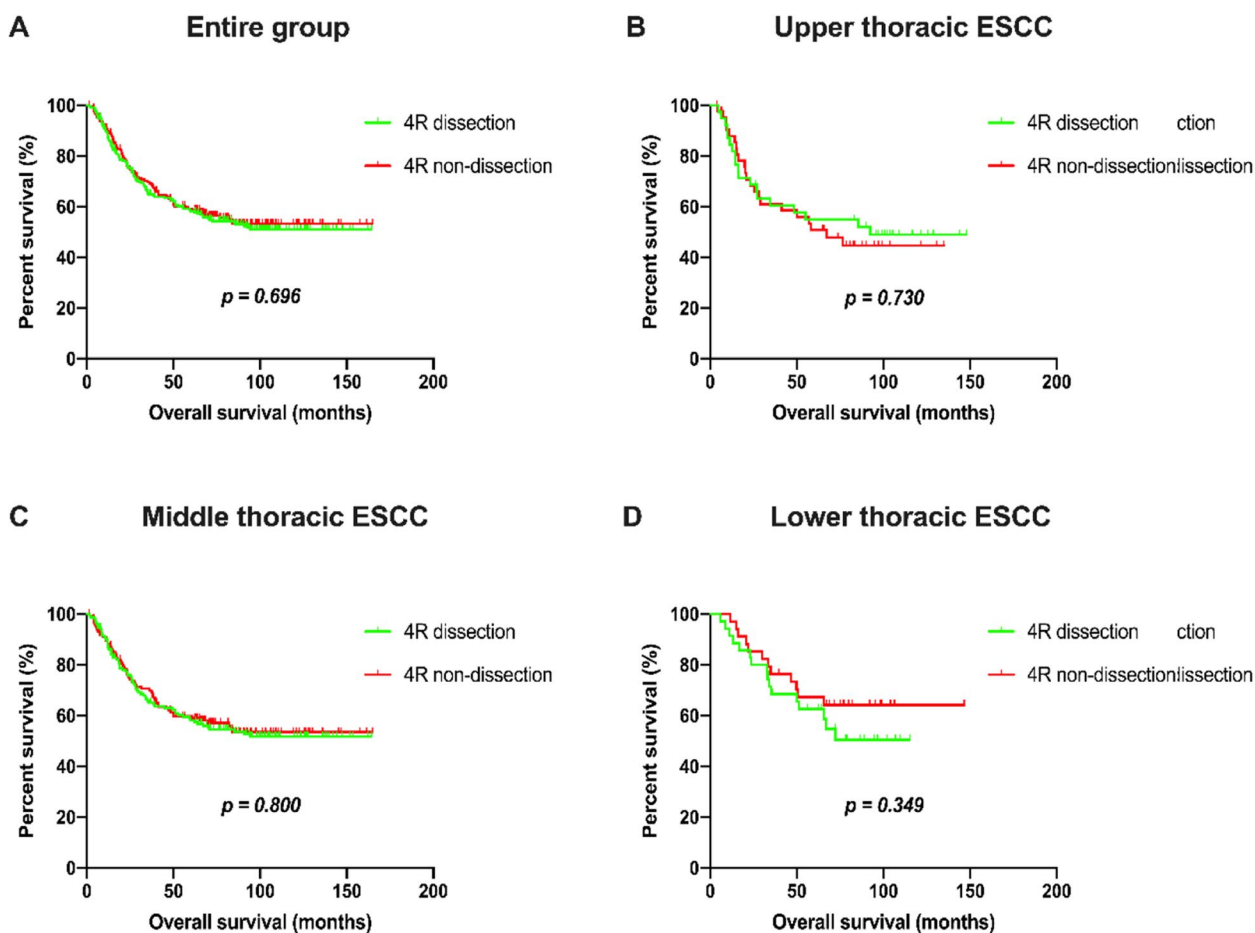 A Entire group
Percent survival (%)
100
80
60
40
20
0
4R dissection
4R non-dissection
p = 0.696
0 50 100 150 200
Overall survival (months)
B Upper thoracic ESCC
Percent survival (%)
100
80
60
40
20
0
4R dissection ction
4R non-dissection lissection
p = 0.730
0 50 100 150 200
Overall survival (months)
C Middle thoracic ESCC
Percent survival (%)
100
80
60
40
20
0
4R dissection
4R non-dissection
p = 0.800
0 50 100 150 200
Overall survival (months)
D Lower thoracic ESCC
Percent survival (%)
100
80
60
40
20
0
4R dissection ction
4R non-dissection lissection
p = 0.349
0 50 100 150 200
Overall survival (months)